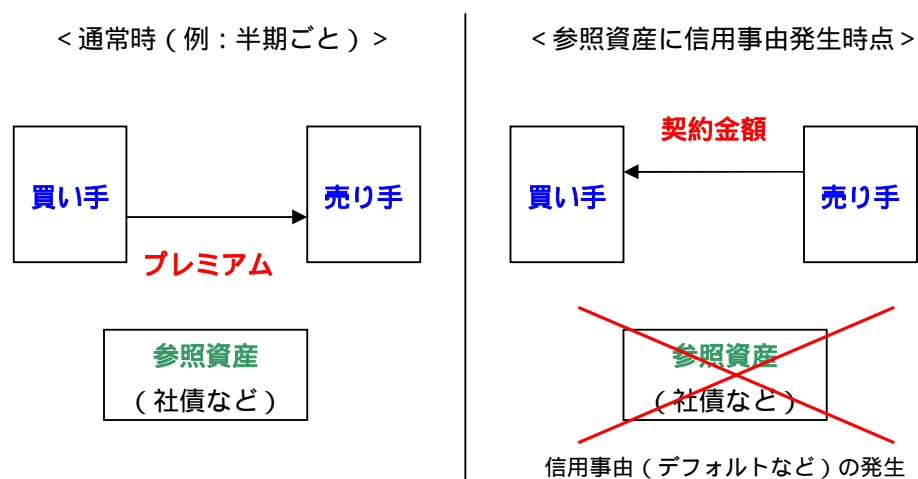 ＜通常時（例：半期ごと）＞
買い手
売り手
プレミアム
参照資産
（社債など）
＜参照資産に信用事由発生時点＞
契約金額
買い手
売り手
参照資産
（社債など）
信用事由（デフォルトなど）の発生